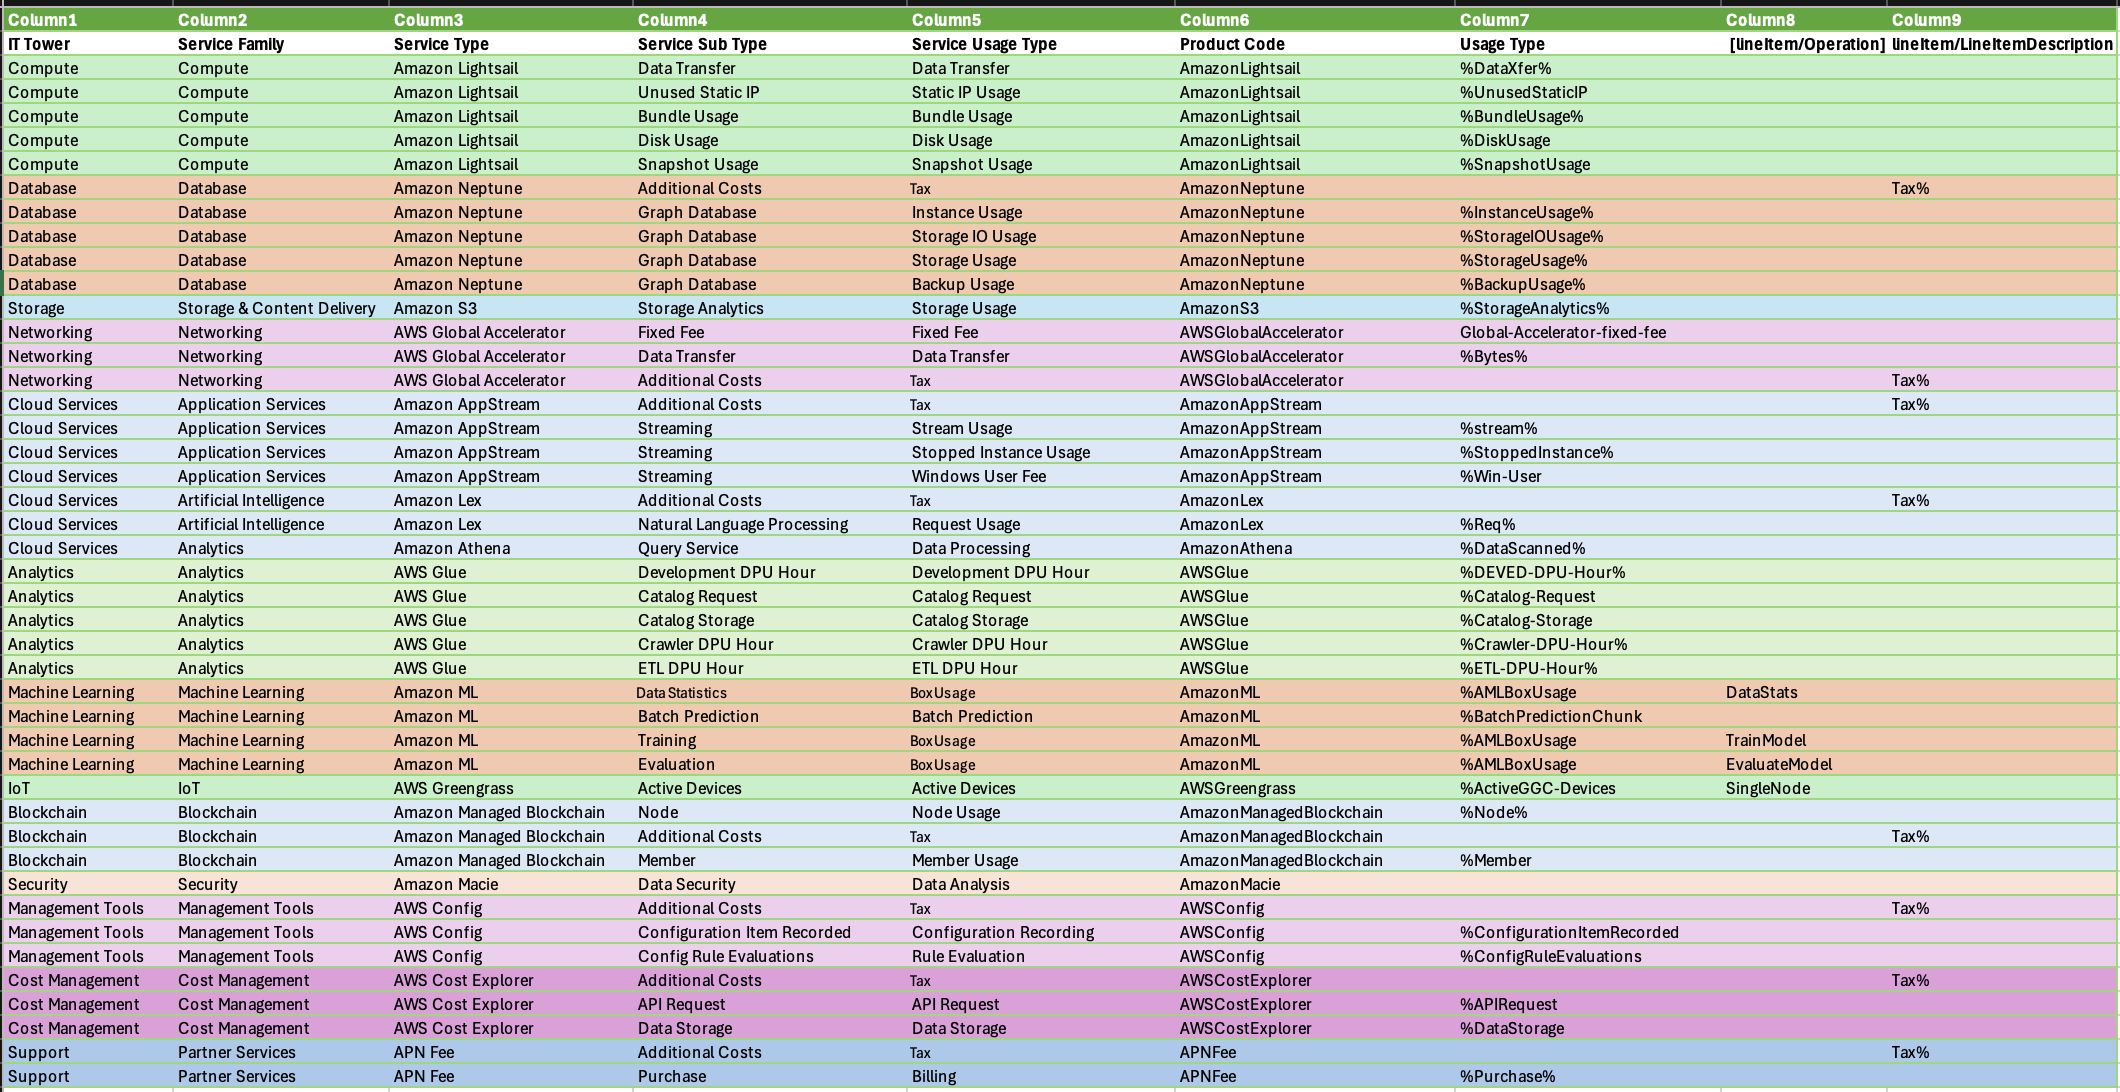 Column1 Column2 Column3 Column4 Column5 Column6 Column7 Column8 Column9
IT Tower Service Family Service Type Service Sub Type Service Usage Type Product Code Usage Type [lineItem/Operation] lineItem/LineItemDescription
Compute Compute Amazon Lightsail Data Transfer Data Transfer AmazonLightsail %DataXfer%
Compute Compute Amazon Lightsail Unused Static IP Static IP Usage AmazonLightsail %UnusedStaticIP
Compute Compute Amazon Lightsail Bundle Usage Bundle Usage AmazonLightsail %BundleUsage%
Compute Compute Amazon Lightsail Disk Usage Disk Usage AmazonLightsail %DiskUsage
Compute Compute Amazon Lightsail Snapshot Usage Snapshot Usage AmazonLightsail %SnapshotUsage
Database Database Amazon Neptune Additional Costs Tax AmazonNeptune Tax%
Database Database Amazon Neptune Graph Database Instance Usage AmazonNeptune %InstanceUsage%
Database Database Amazon Neptune Graph Database Storage IO Usage AmazonNeptune %StorageIOUsage%
Database Database Amazon Neptune Graph Database Storage Usage AmazonNeptune %StorageUsage%
Database Database Amazon Neptune Graph Database Backup Usage AmazonNeptune %BackupUsage%
Storage Storage & Content Delivery Amazon S3 Storage Analytics Storage Usage AmazonS3 %StorageAnalytics%
Networking Networking AWS Global Accelerator Fixed Fee Fixed Fee AWSGlobalAccelerator Global-Accelerator-fixed-fee
Networking Networking AWS Global Accelerator Data Transfer Data Transfer AWSGlobalAccelerator %Bytes%
Networking Networking AWS Global Accelerator Additional Costs Tax AWSGlobalAccelerator Tax%
Cloud Services Application Services Amazon AppStream Additional Costs Tax AmazonAppStream Tax%
Cloud Services Application Services Amazon AppStream Streaming Stream Usage AmazonAppStream %stream%
Cloud Services Application Services Amazon AppStream Streaming Stopped Instance Usage AmazonAppStream %StoppedInstance%
Cloud Services Application Services Amazon AppStream Streaming Windows User Fee AmazonAppStream %Win-User
Cloud Services Artificial Intelligence Amazon Lex Additional Costs Tax AmazonLex Tax%
Cloud Services Artificial Intelligence Amazon Lex Natural Language Processing Request Usage AmazonLex %Req%
Cloud Services Analytics Amazon Athena Query Service Data Processing AmazonAthena %DataScanned%
Analytics Analytics AWS Glue Development DPU Hour Development DPU Hour AWSGlue %DEVED-DPU-Hour%
Analytics Analytics AWS Glue Catalog Request Catalog Request AWSGlue %Catalog-Request
Analytics Analytics AWS Glue Catalog Storage Catalog Storage AWSGlue %Catalog-Storage
Analytics Analytics AWS Glue Crawler DPU Hour Crawler DPU Hour AWSGlue %Crawler-DPU-Hour%
Analytics Analytics AWS Glue ETL DPU Hour ETL DPU Hour AWSGlue %ETL-DPU-Hour%
Machine Learning Machine Learning Amazon ML Data Statistics BoxUsage AmazonML %AMLBoxUsage DataStats
Machine Learning Machine Learning Amazon ML Batch Prediction Batch Prediction AmazonML %BatchPredictionChunk
Machine Learning Machine Learning Amazon ML Training BoxUsage AmazonML %AMLBoxUsage TrainModel
Machine Learning Machine Learning Amazon ML Evaluation BoxUsage AmazonML %AMLBoxUsage EvaluateModel
IoT IoT AWS Greengrass Active Devices Active Devices AWSGreengrass %ActiveGGC-Devices SingleNode
Blockchain Blockchain Amazon Managed Blockchain Node Node Usage AmazonManagedBlockchain %Node%
Blockchain Blockchain Amazon Managed Blockchain Additional Costs Tax AmazonManagedBlockchain Tax%
Blockchain Blockchain Amazon Managed Blockchain Member Member Usage AmazonManagedBlockchain %Member
Security Security Amazon Macie Data Security Data Analysis AmazonMacie
Management Tools Management Tools AWS Config Additional Costs Tax AWSConfig Tax%
Management Tools Management Tools AWS Config Configuration Item Recorded Configuration Recording AWSConfig %ConfigurationItemRecorded
Management Tools Management Tools AWS Config Config Rule Evaluations Rule Evaluation AWSConfig %ConfigRuleEvaluations
Cost Management Cost Management AWS Cost Explorer Additional Costs Tax AWSCostExplorer Tax%
Cost Management Cost Management AWS Cost Explorer API Request API Request AWSCostExplorer %APIRequest
Cost Management Cost Management AWS Cost Explorer Data Storage Data Storage AWSCostExplorer %DataStorage
Support Partner Services APN Fee Additional Costs Tax APNFee Tax%
Support Partner Services APN Fee Purchase Billing APNFee %Purchase%